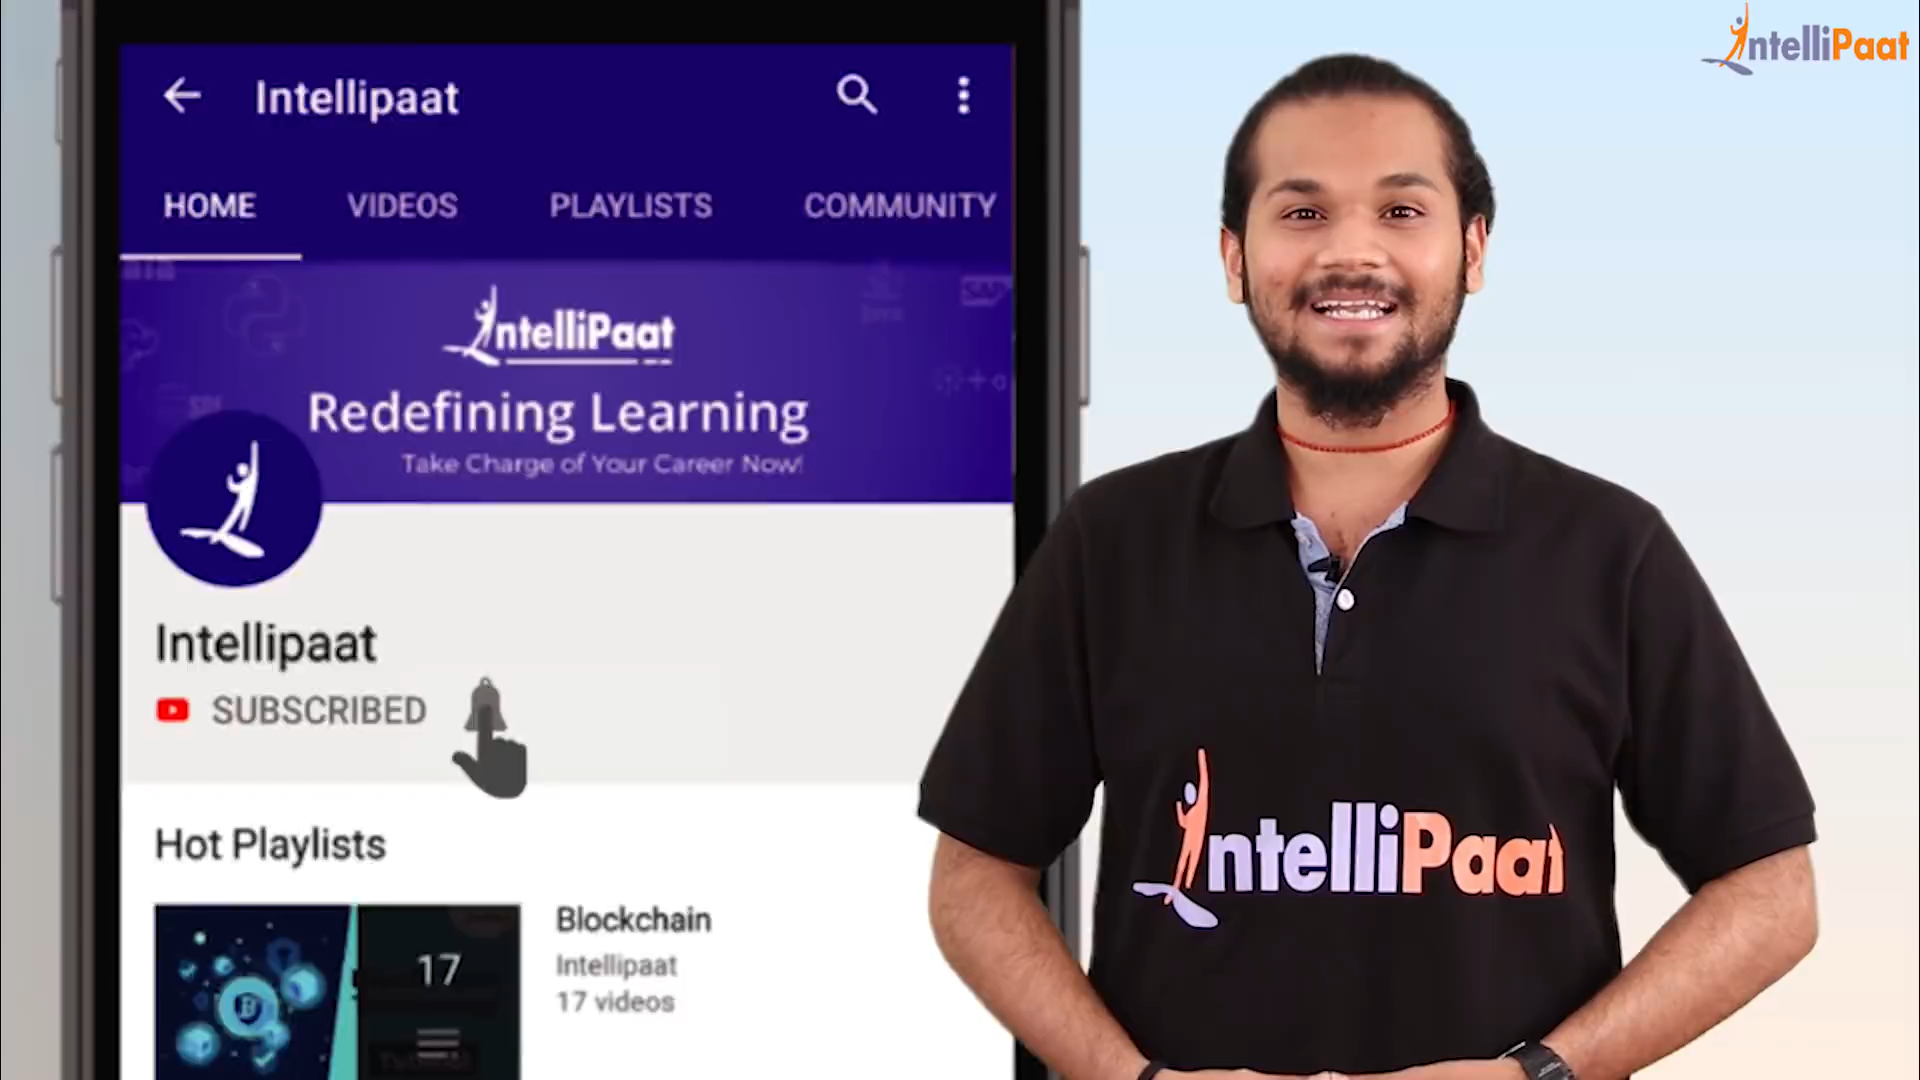 Intellipaat
HOME VIDEOS PLAYLISTS COMMUNITY
IntelliPaat
Redefining Learning
Take Charge of Your Career Now!
Intellipaat
SUBSCRIBED
Hot Playlists
17
Blockchain
Intellipaat
17 videos
IntelliPaat
IntelliPaat